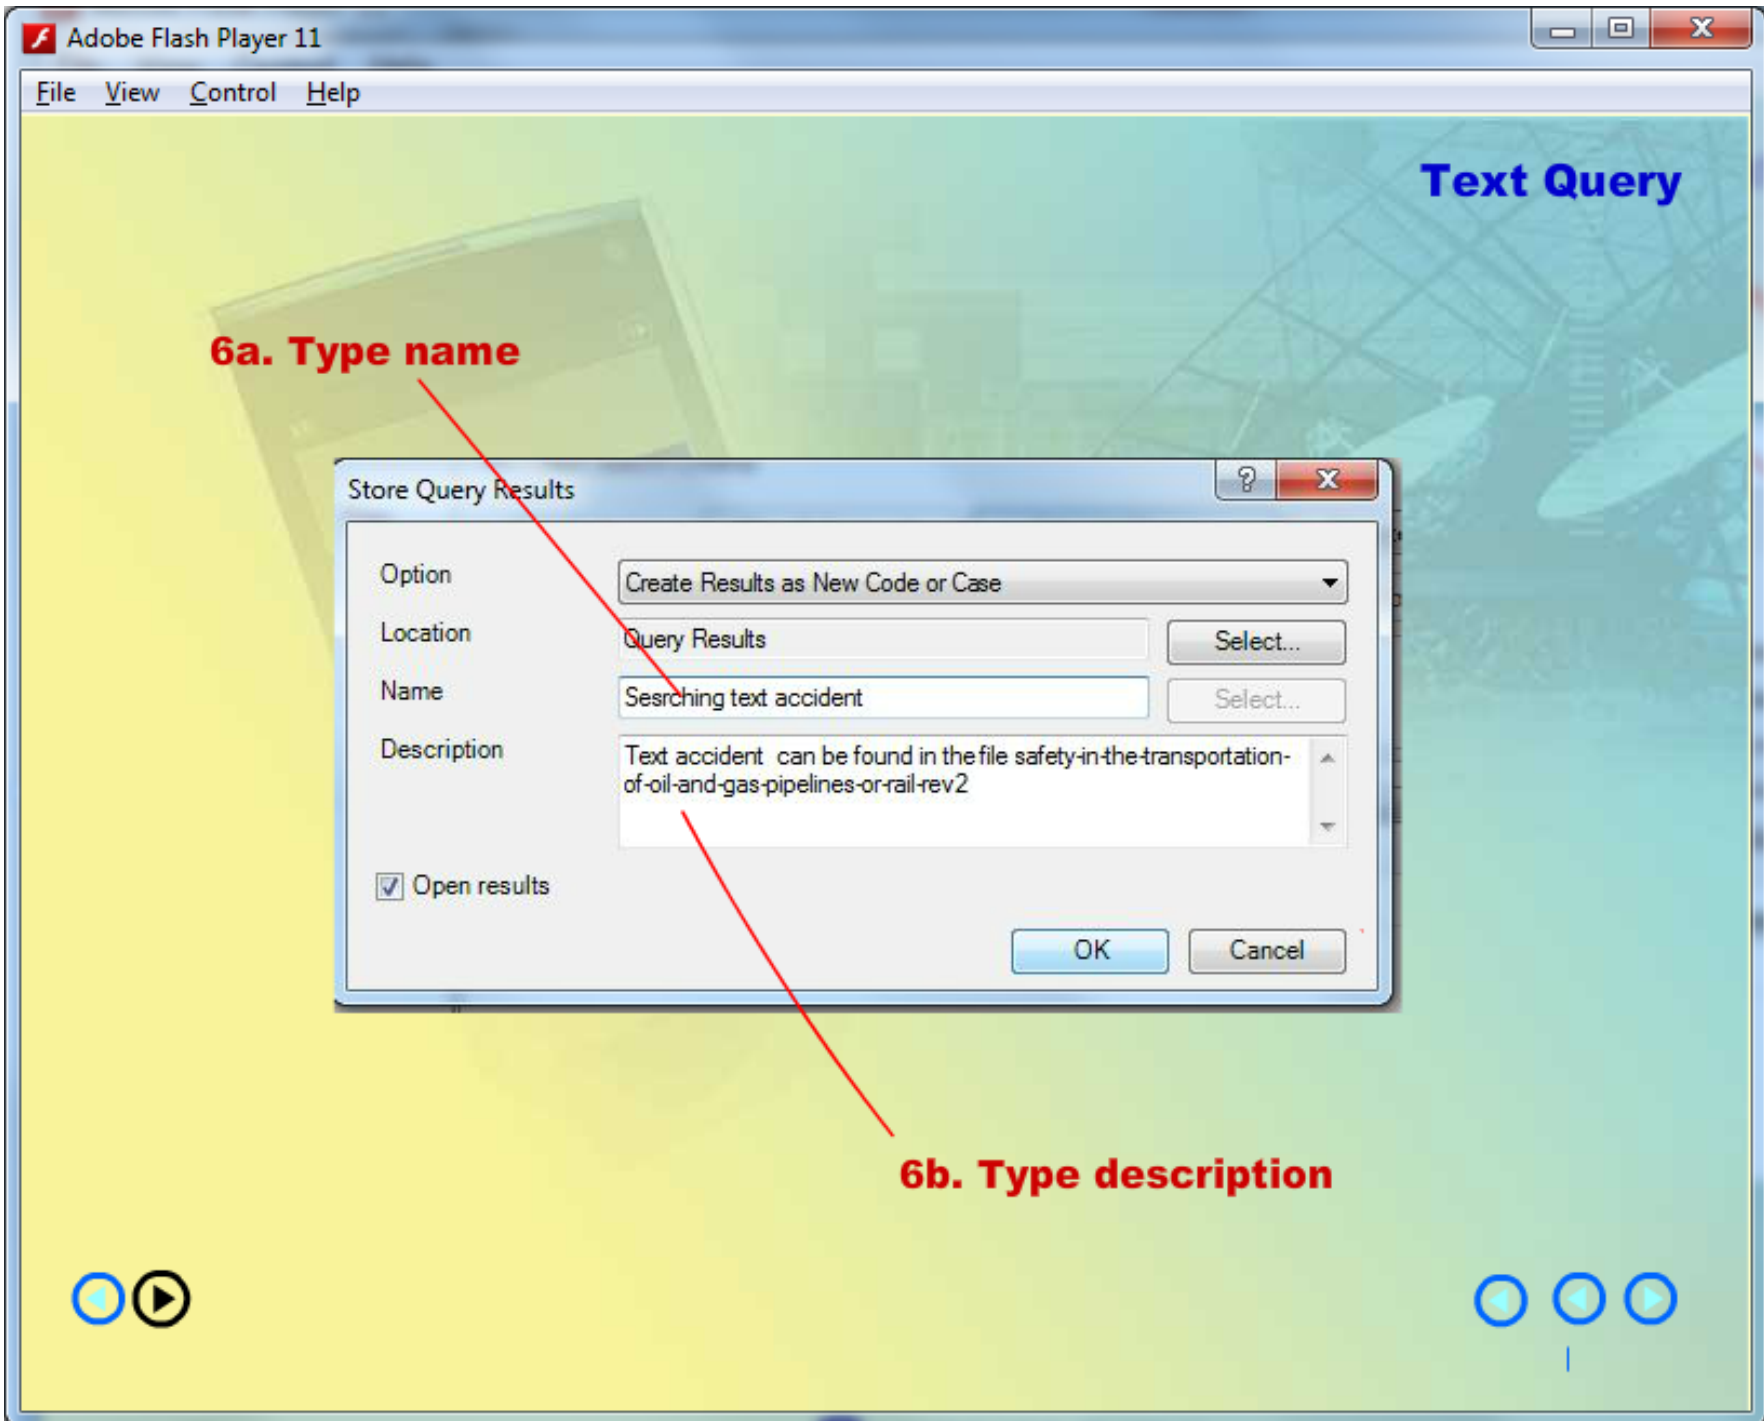 Adobe Flash Player 11
File View Control Help
Text Query
6a. Type name
Store Query Results
Option
Create Results as New Code or Case
Location
Query Results
Select...
Name
Sesrching text accident
Select...
Description
Text accident  can be found in the file safety-in-the-transportation-
of-oil-and-gas-pipelines-or-rail-rev2
Open results
OK
Cancel
6b. Type description